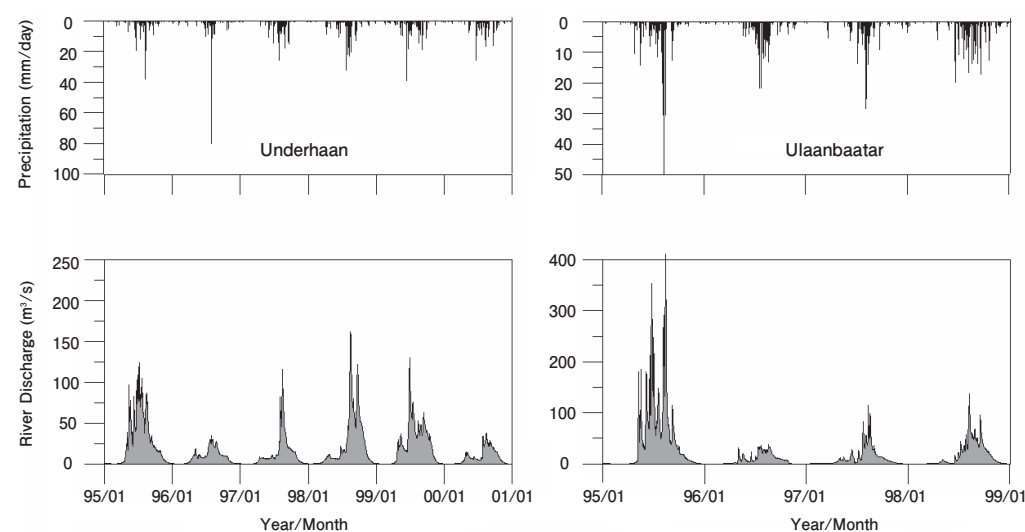 Precipitation (mm/day)
0
20
40
60
80
100
Underhaan
0
10
20
30
40
50
Ulaanbaatar
95/01 96/01 97/01 98/01 99/01 00/01 01/01
River Discharge (m³/s)
250
200
150
100
50
0
Year/Month
400
300
200
100
0
95/01 96/01 97/01 98/01 99/01
Year/Month